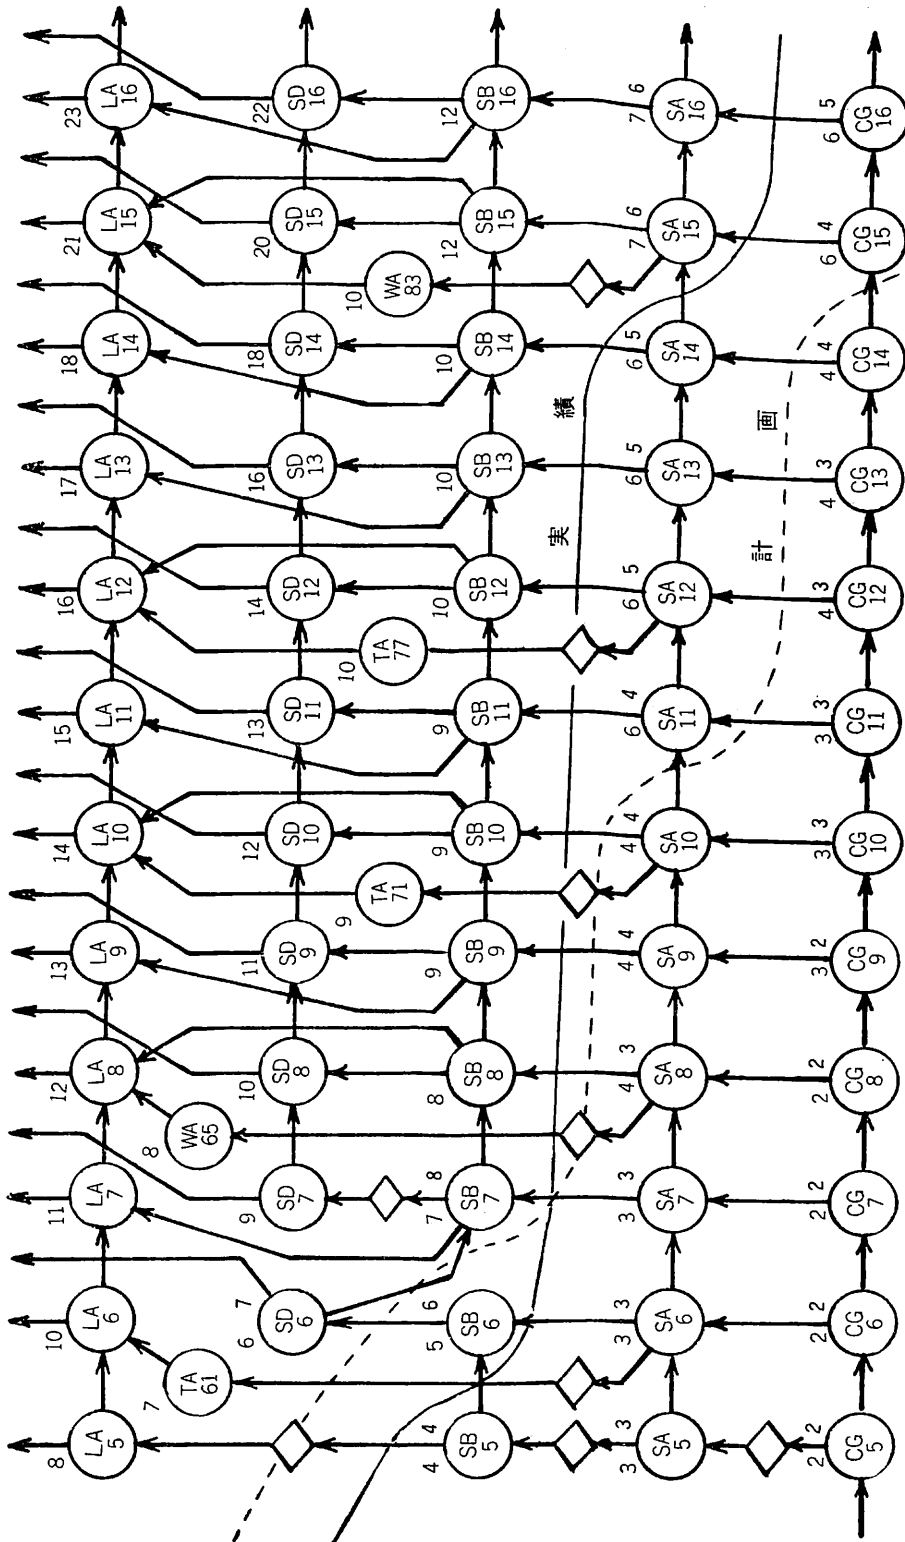 8 10 11 12 13 14 15 16 17 18 21 23
LA LA LA LA LA LA LA LA LA LA LA LA
5 6 7 8 9 10 11 12 13 14 15 16
7 8
TA WA
61 65
6 7 9 10 11 12 13 14 16 18 20 22
SD SD SD SD SD SD SD SD SD SD SD
6 7 8 9 10 11 12 13 14 15 16
9 10 10
TA TA WA
71 77 83
4 4 5 6 7 8 8 9 9 9 10 10 10 12 12
SB SB SB SB SB SB SB SB SB SB SB SB
5 6 7 8 9 10 11 12 13 14 15 16
実績
3 3 3 3 3 3 4 3 4 4 4 4 6 4 6 5 6 5 6 5 7 6 7 6
SA SA SA SA SA SA SA SA SA SA SA SA
5 6 7 8 9 10 11 12 13 14 15 16
計画
2 2 2 2 2 2 2 2 3 2 3 3 3 3 4 3 4 3 4 4 6 4 6 5
CG CG CG CG CG CG CG CG CG CG CG CG
5 6 7 8 9 10 11 12 13 14 15 16